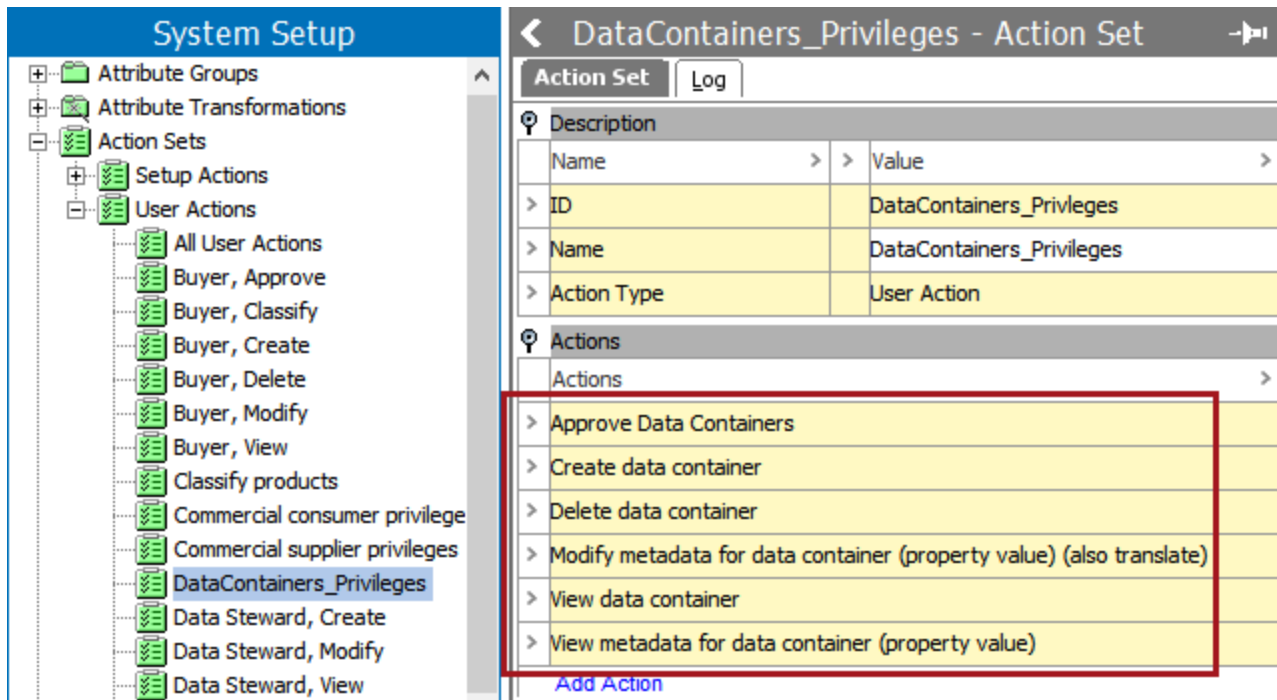 System Setup
Attribute Groups
Attribute Transformations
Action Sets
Setup Actions
User Actions
All User Actions
Buyer, Approve
Buyer, Classify
Buyer, Create
Buyer, Delete
Buyer, Modify
Buyer, View
Classify products
Commercial consumer privilege
Commercial supplier privileges
DataContainers_Privileges
Data Steward, Create
Data Steward, Modify
Data Steward, View
DataContainers_Privileges - Action Set
Action Set Log
Description
Name > > Value >
> ID DataContainers_Privleges
> Name DataContainers_Privileges
> Action Type User Action
Actions
Actions >
> Approve Data Containers
> Create data container
> Delete data container
> Modify metadata for data container (property value) (also translate)
> View data container
> View metadata for data container (property value)
Add Action